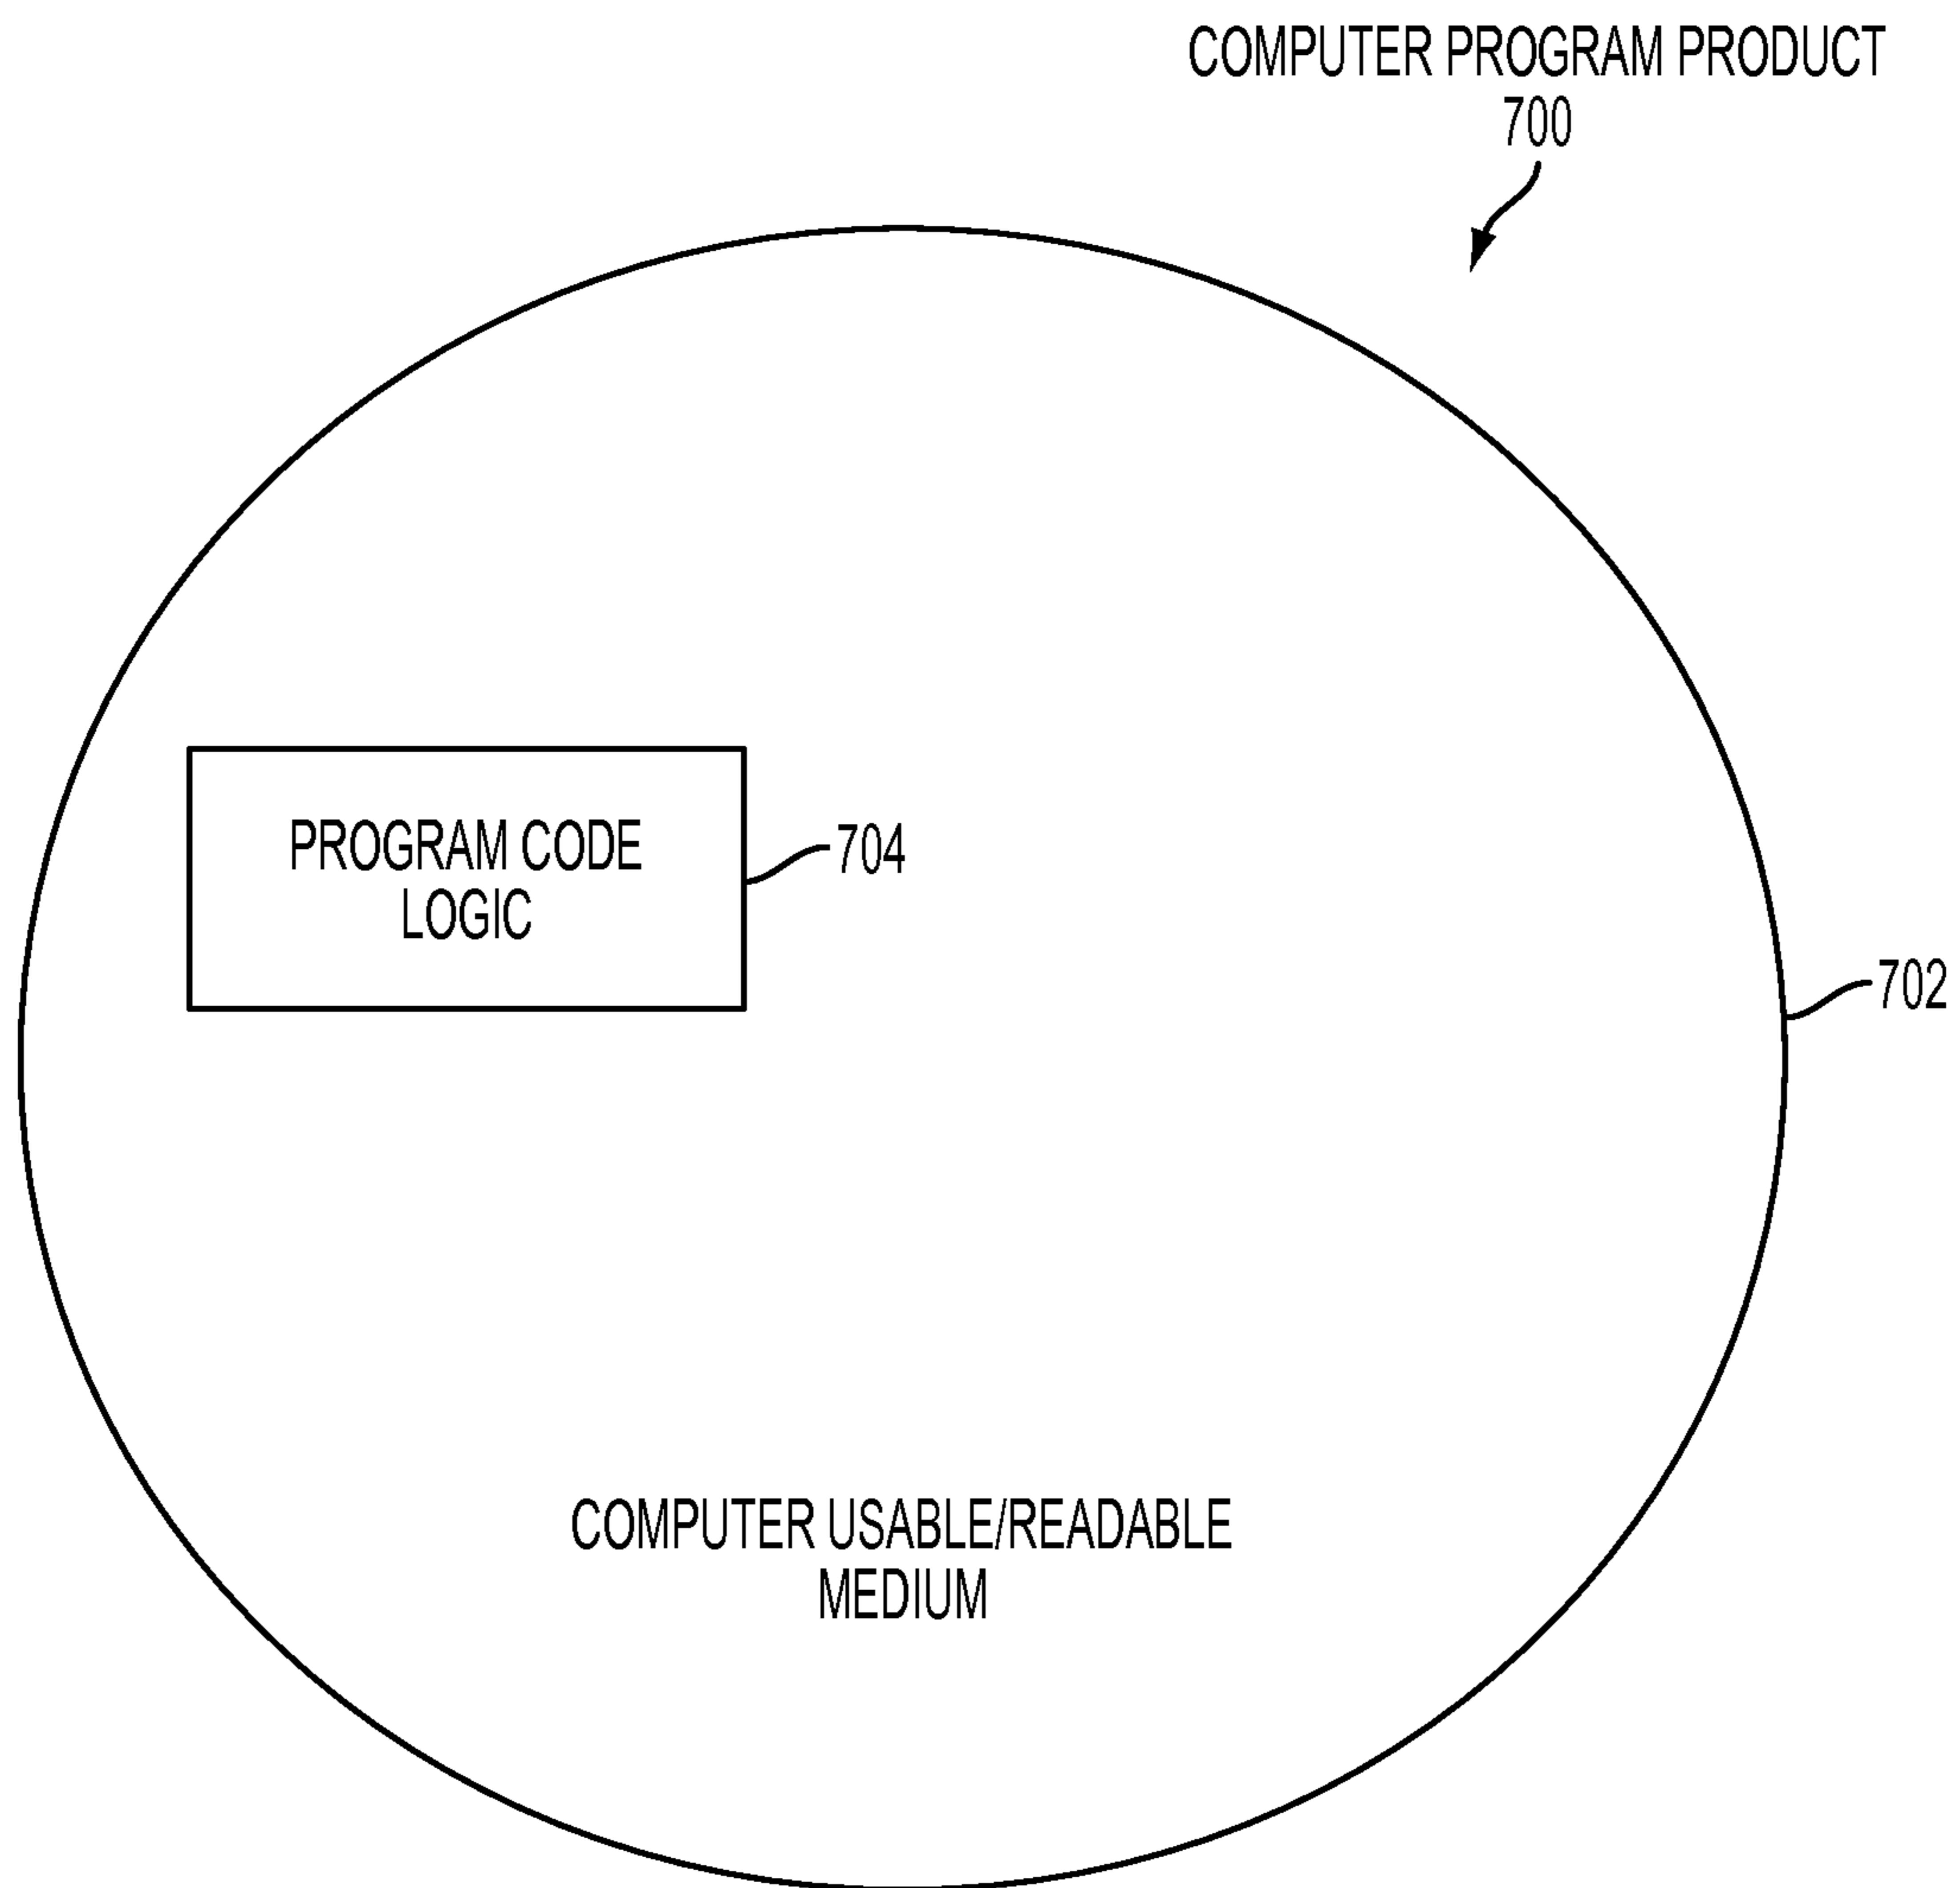 COMPUTER PROGRAM PRODUCT
700
PROGRAM CODE
LOGIC
704
702
COMPUTER USABLE/READABLE
MEDIUM